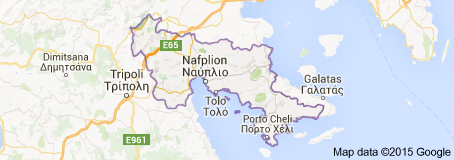 E65
Dimitsana
Δημητσάνα
Nafplion
Ναύπλιο
Tripoli
Τρίπολη
Galatas
Γαλατάς
Tolo
Τολό
Porto Cheli
Πόρτο Χέλι
E961
Map data ©2015 Google